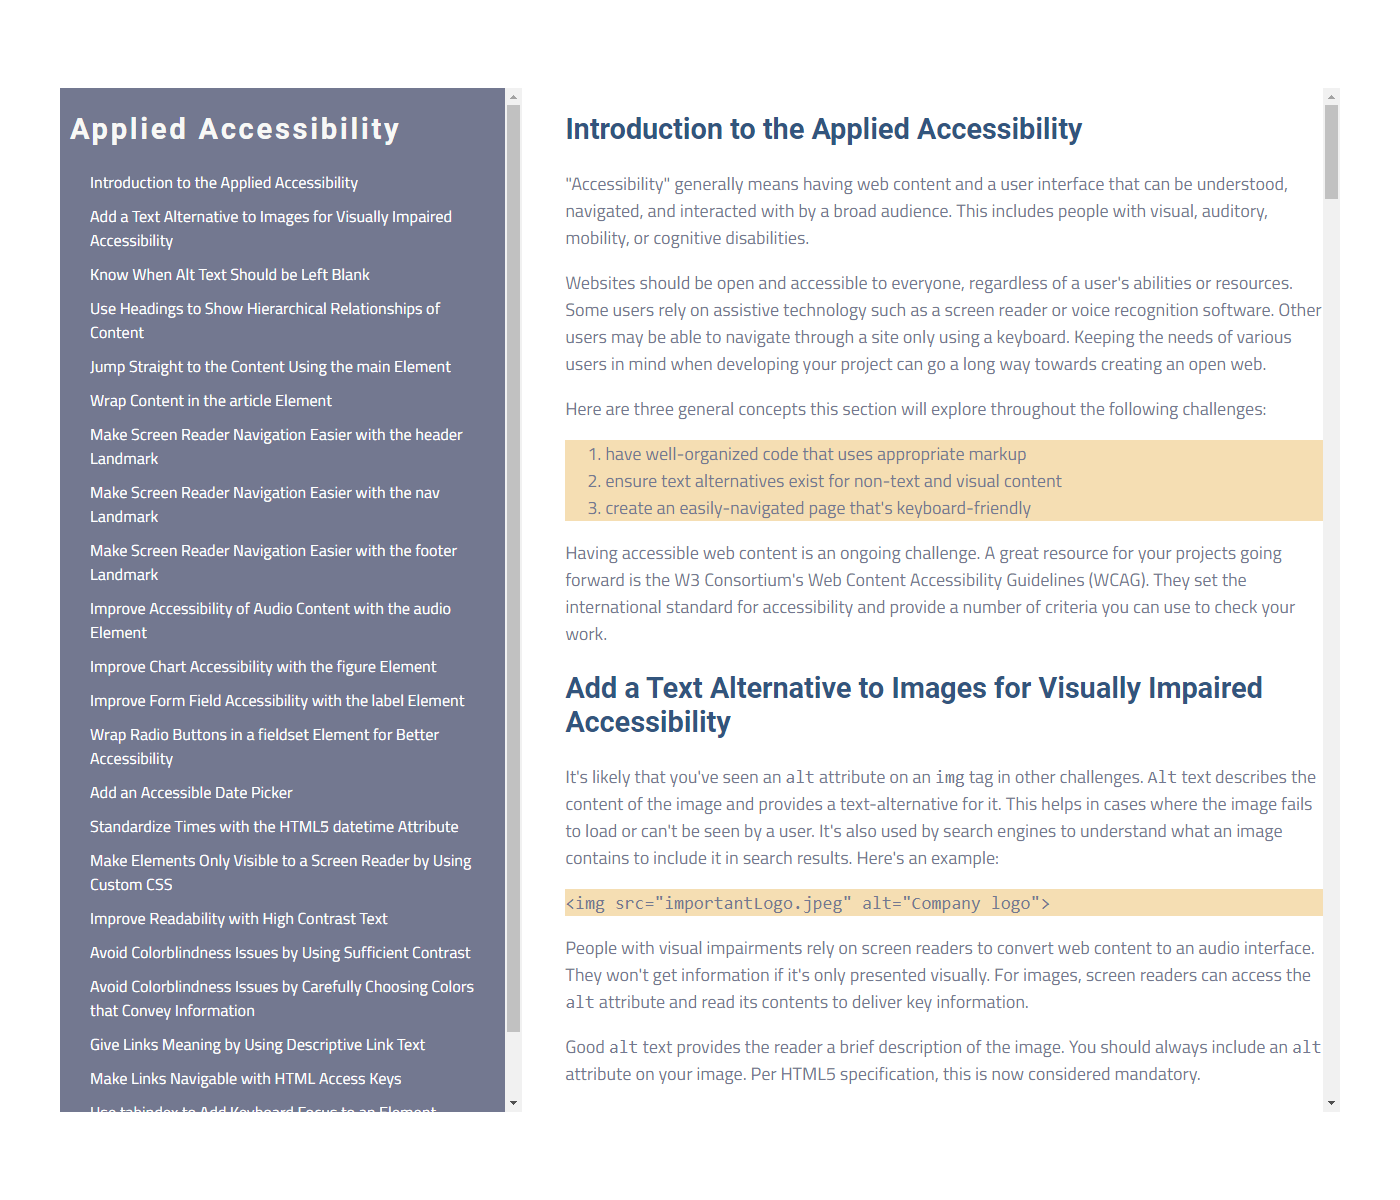 Applied Accessibility
Introduction to the Applied Accessibility
Add a Text Alternative to Images for Visually Impaired
Accessibility
Know When Alt Text Should be Left Blank
Use Headings to Show Hierarchical Relationships of
Content
Jump Straight to the Content Using the main Element
Wrap Content in the article Element
Make Screen Reader Navigation Easier with the header
Landmark
Make Screen Reader Navigation Easier with the nav
Landmark
Make Screen Reader Navigation Easier with the footer
Landmark
Improve Accessibility of Audio Content with the audio
Element
Improve Chart Accessibility with the figure Element
Improve Form Field Accessibility with the label Element
Wrap Radio Buttons in a fieldset Element for Better
Accessibility
Add an Accessible Date Picker
Standardize Times with the HTML5 datetime Attribute
Make Elements Only Visible to a Screen Reader by Using
Custom CSS
Improve Readability with High Contrast Text
Avoid Colorblindness Issues by Using Sufficient Contrast
Avoid Colorblindness Issues by Carefully Choosing Colors
that Convey Information
Give Links Meaning by Using Descriptive Link Text
Make Links Navigable with HTML Access Keys
Use tabindex to Add Keyboard Focus to an Element
Introduction to the Applied Accessibility
"Accessibility" generally means having web content and a user interface that can be understood,
navigated, and interacted with by a broad audience. This includes people with visual, auditory,
mobility, or cognitive disabilities.
Websites should be open and accessible to everyone, regardless of a user's abilities or resources.
Some users rely on assistive technology such as a screen reader or voice recognition software. Other
users may be able to navigate through a site only using a keyboard. Keeping the needs of various
users in mind when developing your project can go a long way towards creating an open web.
Here are three general concepts this section will explore throughout the following challenges:
1. have well-organized code that uses appropriate markup
2. ensure text alternatives exist for non-text and visual content
3. create an easily-navigated page that's keyboard-friendly
Having accessible web content is an ongoing challenge. A great resource for your projects going
forward is the W3 Consortium's Web Content Accessibility Guidelines (WCAG). They set the
international standard for accessibility and provide a number of criteria you can use to check your
work.
Add a Text Alternative to Images for Visually Impaired
Accessibility
It's likely that you've seen an alt attribute on an img tag in other challenges. Alt text describes the
content of the image and provides a text-alternative for it. This helps in cases where the image fails
to load or can't be seen by a user. It's also used by search engines to understand what an image
contains to include it in search results. Here's an example:
<img src="importantLogo.jpeg" alt="Company logo">
People with visual impairments rely on screen readers to convert web content to an audio interface.
They won't get information if it's only presented visually. For images, screen readers can access the
alt attribute and read its contents to deliver key information.
Good alt text provides the reader a brief description of the image. You should always include an alt
attribute on your image. Per HTML5 specification, this is now considered mandatory.